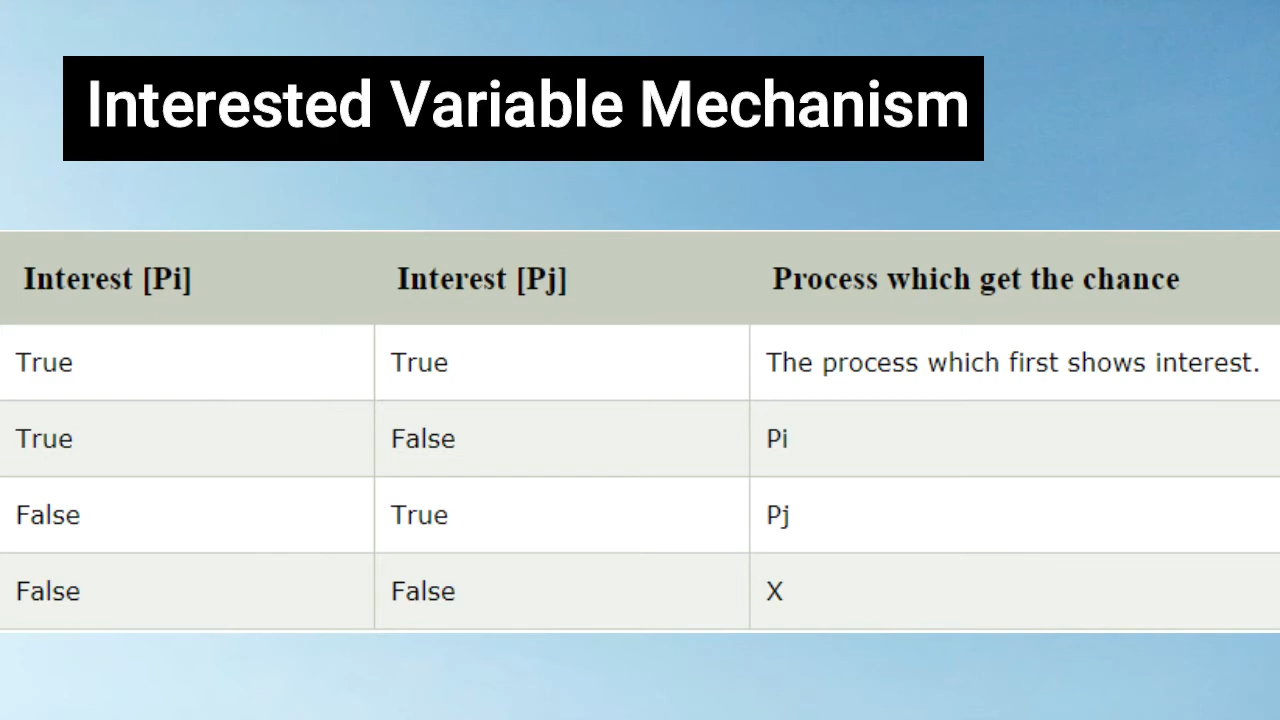 Interested Variable Mechanism
Interest [Pi] Interest [Pj] Process which get the chance
True True The process which first shows interest.
True False Pi
False True Pj
False False X